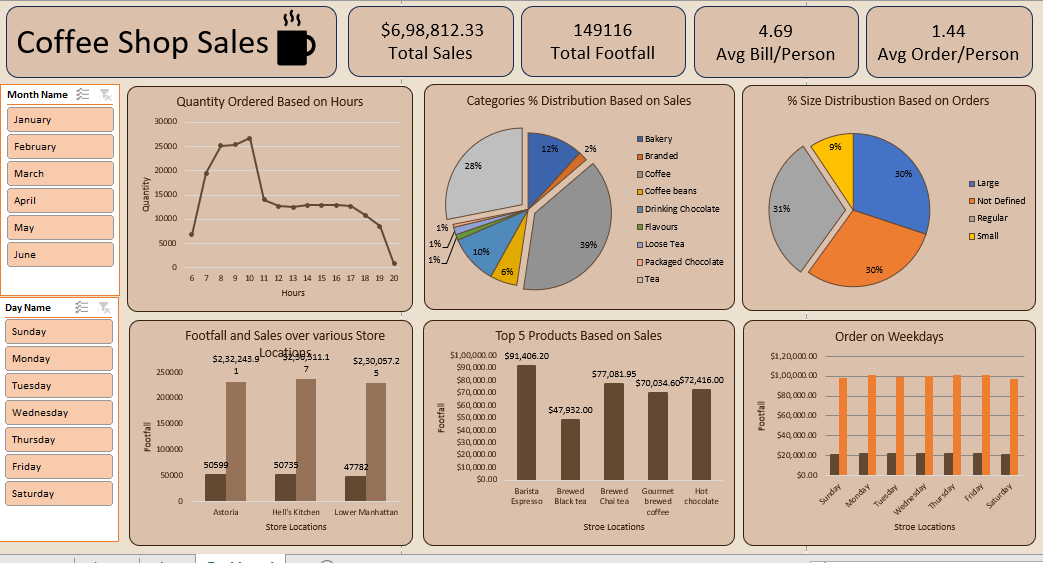 Coffee Shop Sales
$6,98,812.33
Total Sales
149116
Total Footfall
4.69
Avg Bill/Person
1.44
Avg Order/Person
Month Name
January
February
March
April
May
June
Day Name
Sunday
Monday
Tuesday
Wednesday
Thursday
Friday
Saturday
Quantity Ordered Based on Hours
30000
25000
20000
15000
10000
5000
0
Quantity
6 7 8 9 10 11 12 13 14 15 16 17 18 19 20
Hours
Categories % Distribution Based on Sales
12%
2%
39%
6%
10%
1%
1%
1%
28%
Bakery
Branded
Coffee
Coffee beans
Drinking Chocolate
Flavours
Loose Tea
Packaged Chocolate
Tea
% Size Distribustion Based on Orders
30%
30%
31%
9%
Large
Not Defined
Regular
Small
Footfall and Sales over various Store
Locations
250000
200000
150000
100000
50000
0
Footfall
$2,32,243.9
1
$2,36,511.1
7
$2,30,057.2
5
50599
50735
47782
Astoria
Hell's Kitchen
Lower Manhattan
Store Locations
Top 5 Products Based on Sales
$1,00,000.00
$90,000.00
$80,000.00
$70,000.00
$60,000.00
$50,000.00
$40,000.00
$30,000.00
$20,000.00
$10,000.00
$0.00
Footfall
$91,406.20
$47,932.00
$77,081.95
$70,034.60
$72,416.00
Barista
Espresso
Brewed
Black tea
Brewed
Chai tea
Gourmet
brewed
coffee
Hot
chocolate
Stroe Locations
Order on Weekdays
$1,20,000.00
$1,00,000.00
$80,000.00
$60,000.00
$40,000.00
$20,000.00
$0.00
Footfall
Sunday
Monday
Tuesday
Wednesday
Thursday
Friday
Saturday
Stroe Locations